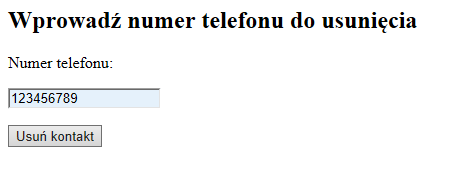 Wprowadź numer telefonu do usunięcia
Numer telefonu:
123456789
Usuń kontakt